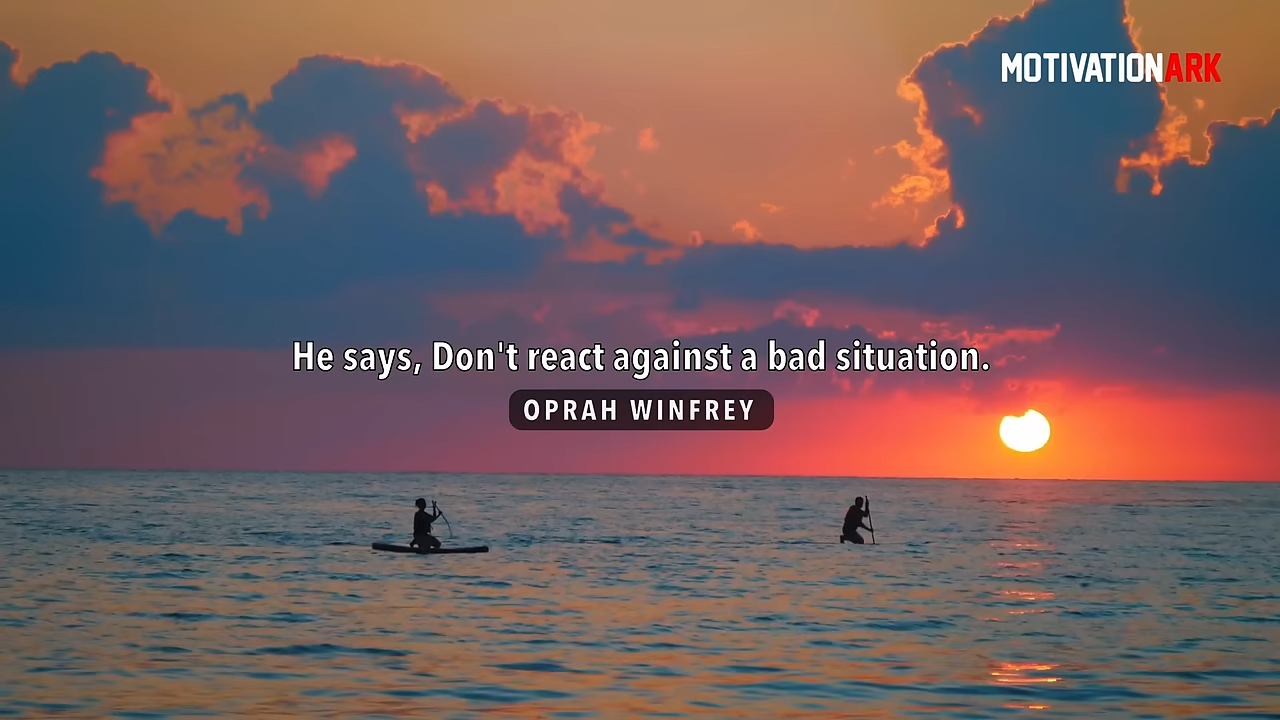 MOTIVATIONARK
He says, Don't react against a bad situation.
OPRAH WINFREY